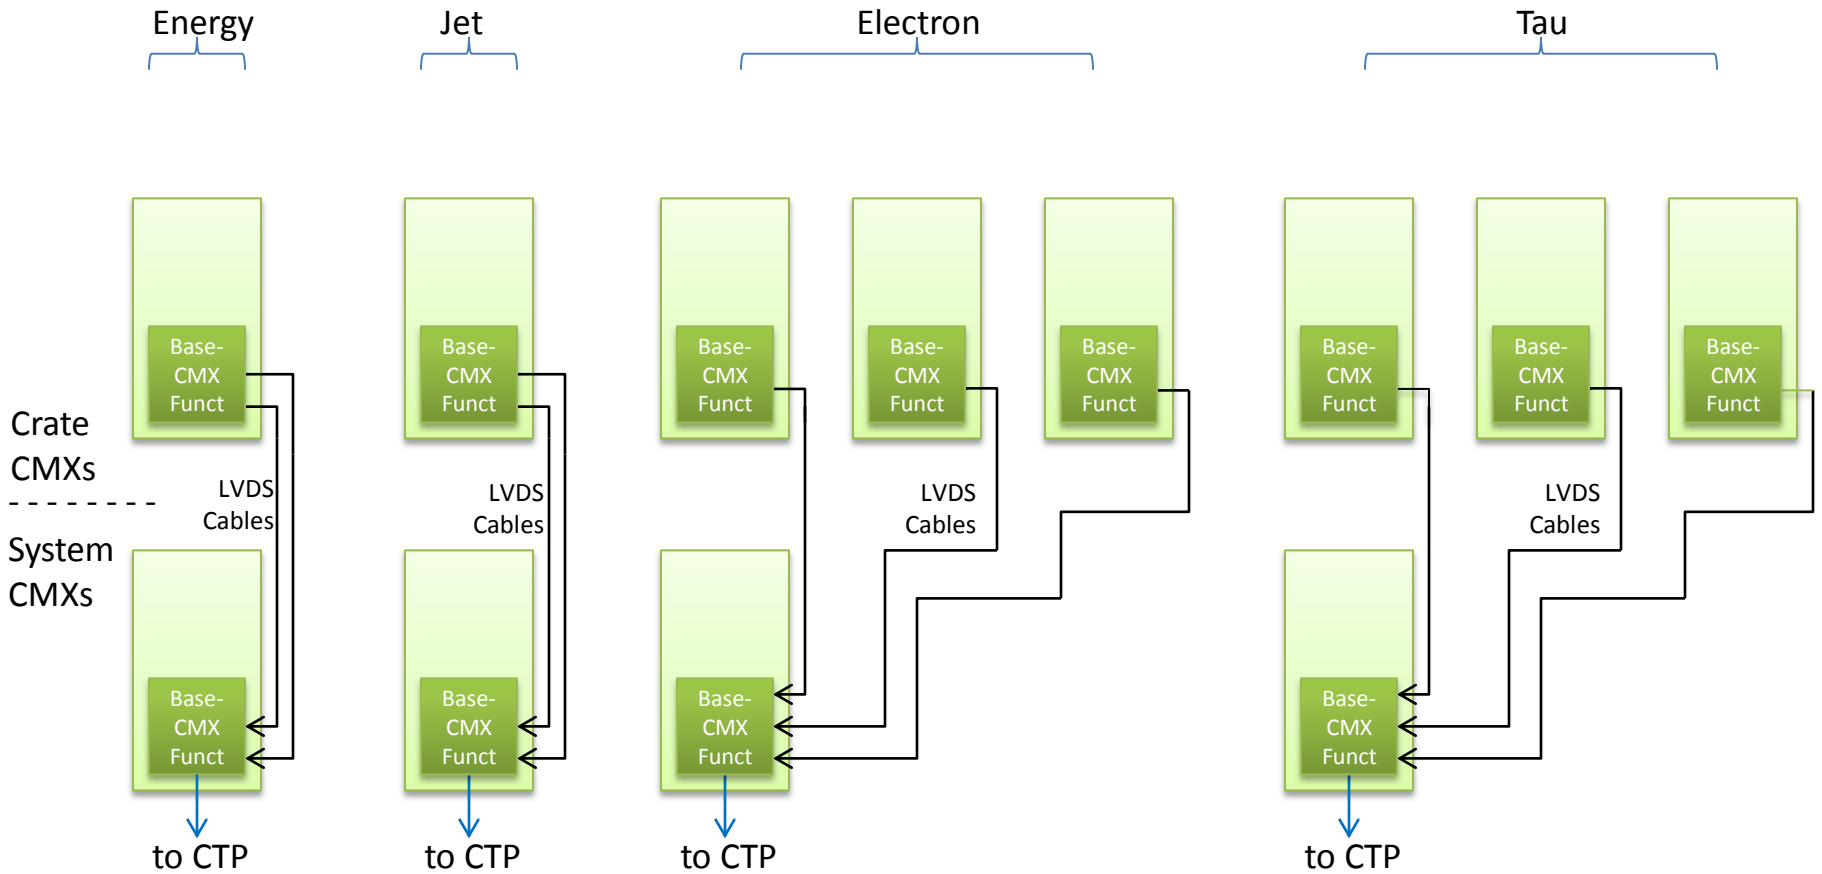 Energy
Jet
Electron
Tau
Base-
CMX
Funct
Base-
CMX
Funct
Base-
CMX
Funct
Base-
CMX
Funct
Base-
CMX
Funct
Base-
CMX
Funct
Base-
CMX
Funct
Base-
CMX
Funct
Crate
CMXs
System
CMXs
LVDS
Cables
LVDS
Cables
LVDS
Cables
LVDS
Cables
Base-
CMX
Funct
Base-
CMX
Funct
Base-
CMX
Funct
Base-
CMX
Funct
to CTP
to CTP
to CTP
to CTP